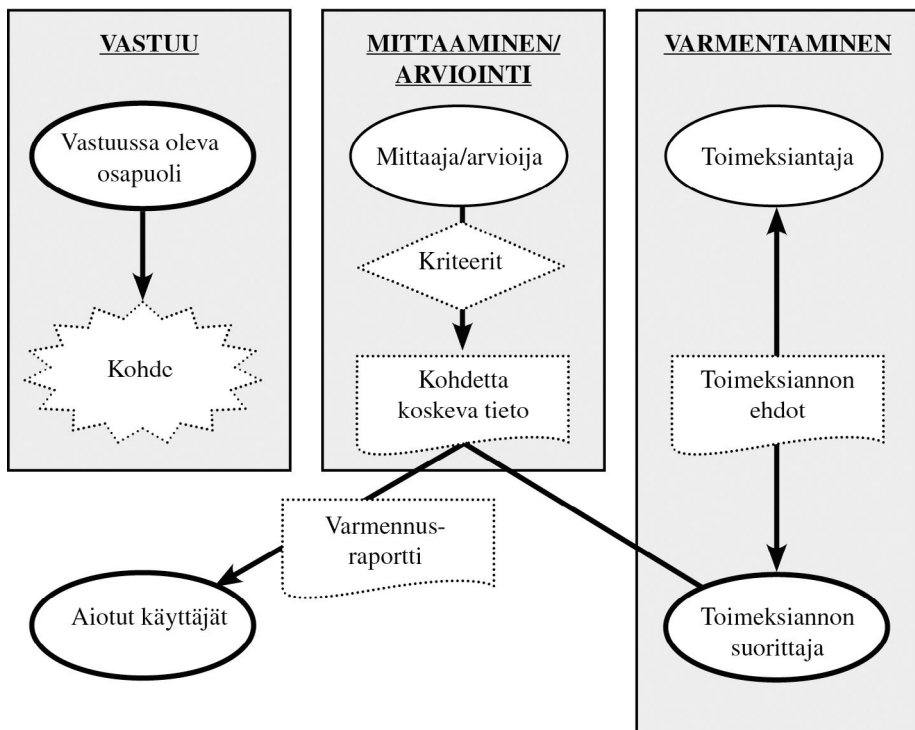 VASTUU
Vastuussa oleva
osapuoli
Kohde
MITTAAMINEN/
ARVIOINTI
Mittaaja/arvioija
Kriteerit
Kohdetta
koskeva tieto
VARMENTAMINEN
Toimeksiantaja
Toimeksiannon
ehdot
Toimeksiannon
suorittaja
Varmennus-
raportti
Aiotut käyttäjät